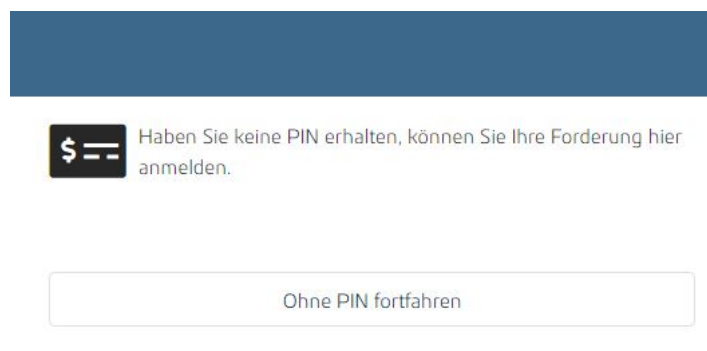 $
Haben Sie keine PIN erhalten, können Sie Ihre Forderung hier
anmelden.
Ohne PIN fortfahren